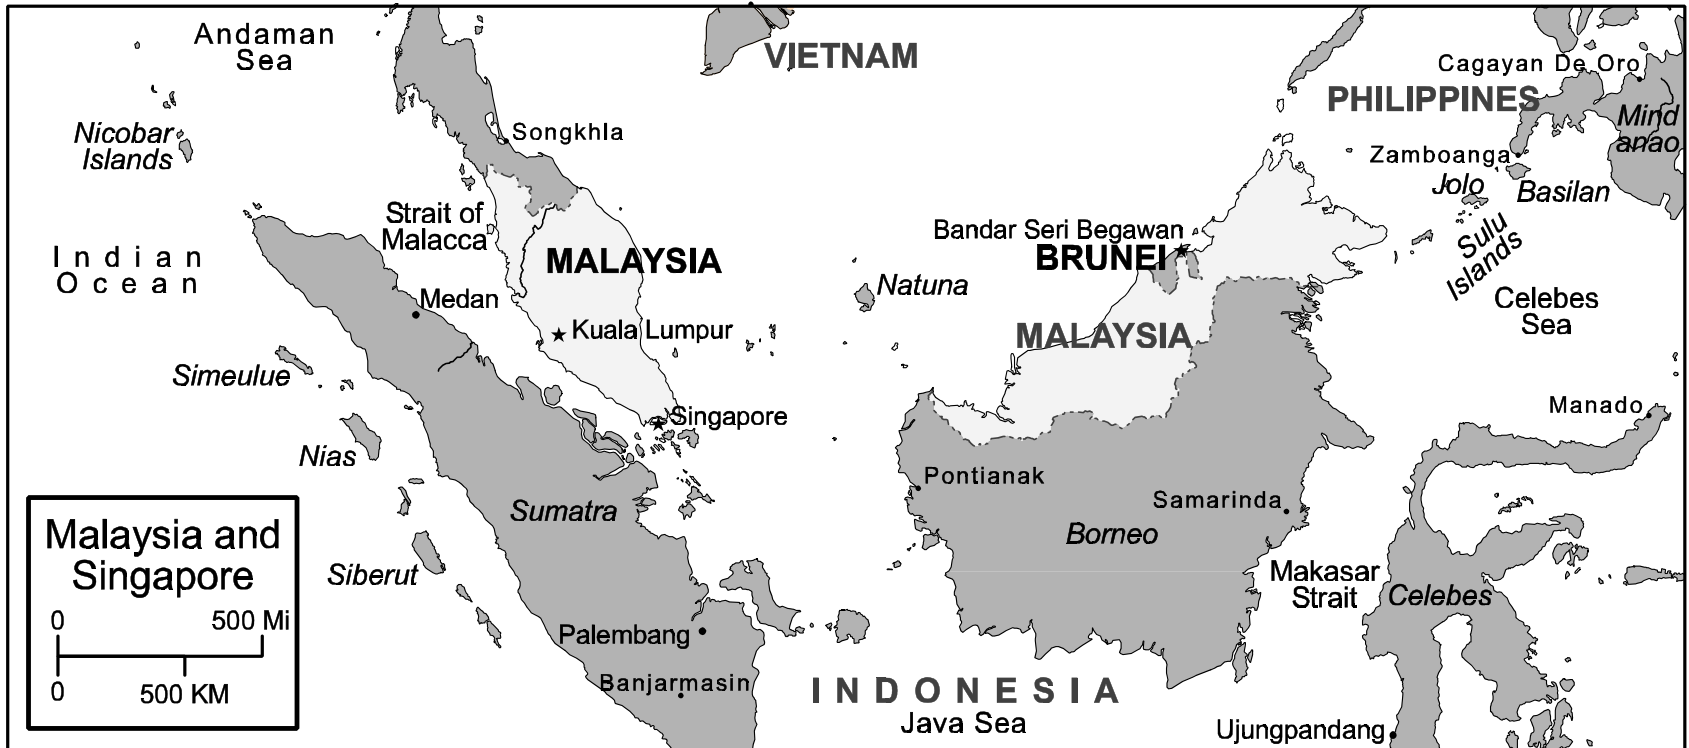 Andaman
Sea
VIETNAM
Cagayan De Oro
PHILIPPINES
Mind
anao
Nicobar
Islands
Songkhla
Zamboanga
Jolo
Basilan
Strait of
Malacca
Bandar Seri Begawan
BRUNEI
Sulu
Islands
Indian
Ocean
MALAYSIA
Natuna
Celebes
Sea
Medan
Kuala Lumpur
MALAYSIA
Simeulue
Singapore
Manado
Nias
Pontianak
Samarinda
Sumatra
Borneo
Malaysia and
Singapore
Siberut
Makasar
Strait
Celebes
0 500 Mi
0 500 KM
Palembang
Banjarmasin
INDONESIA
Java Sea
Ujungpandang